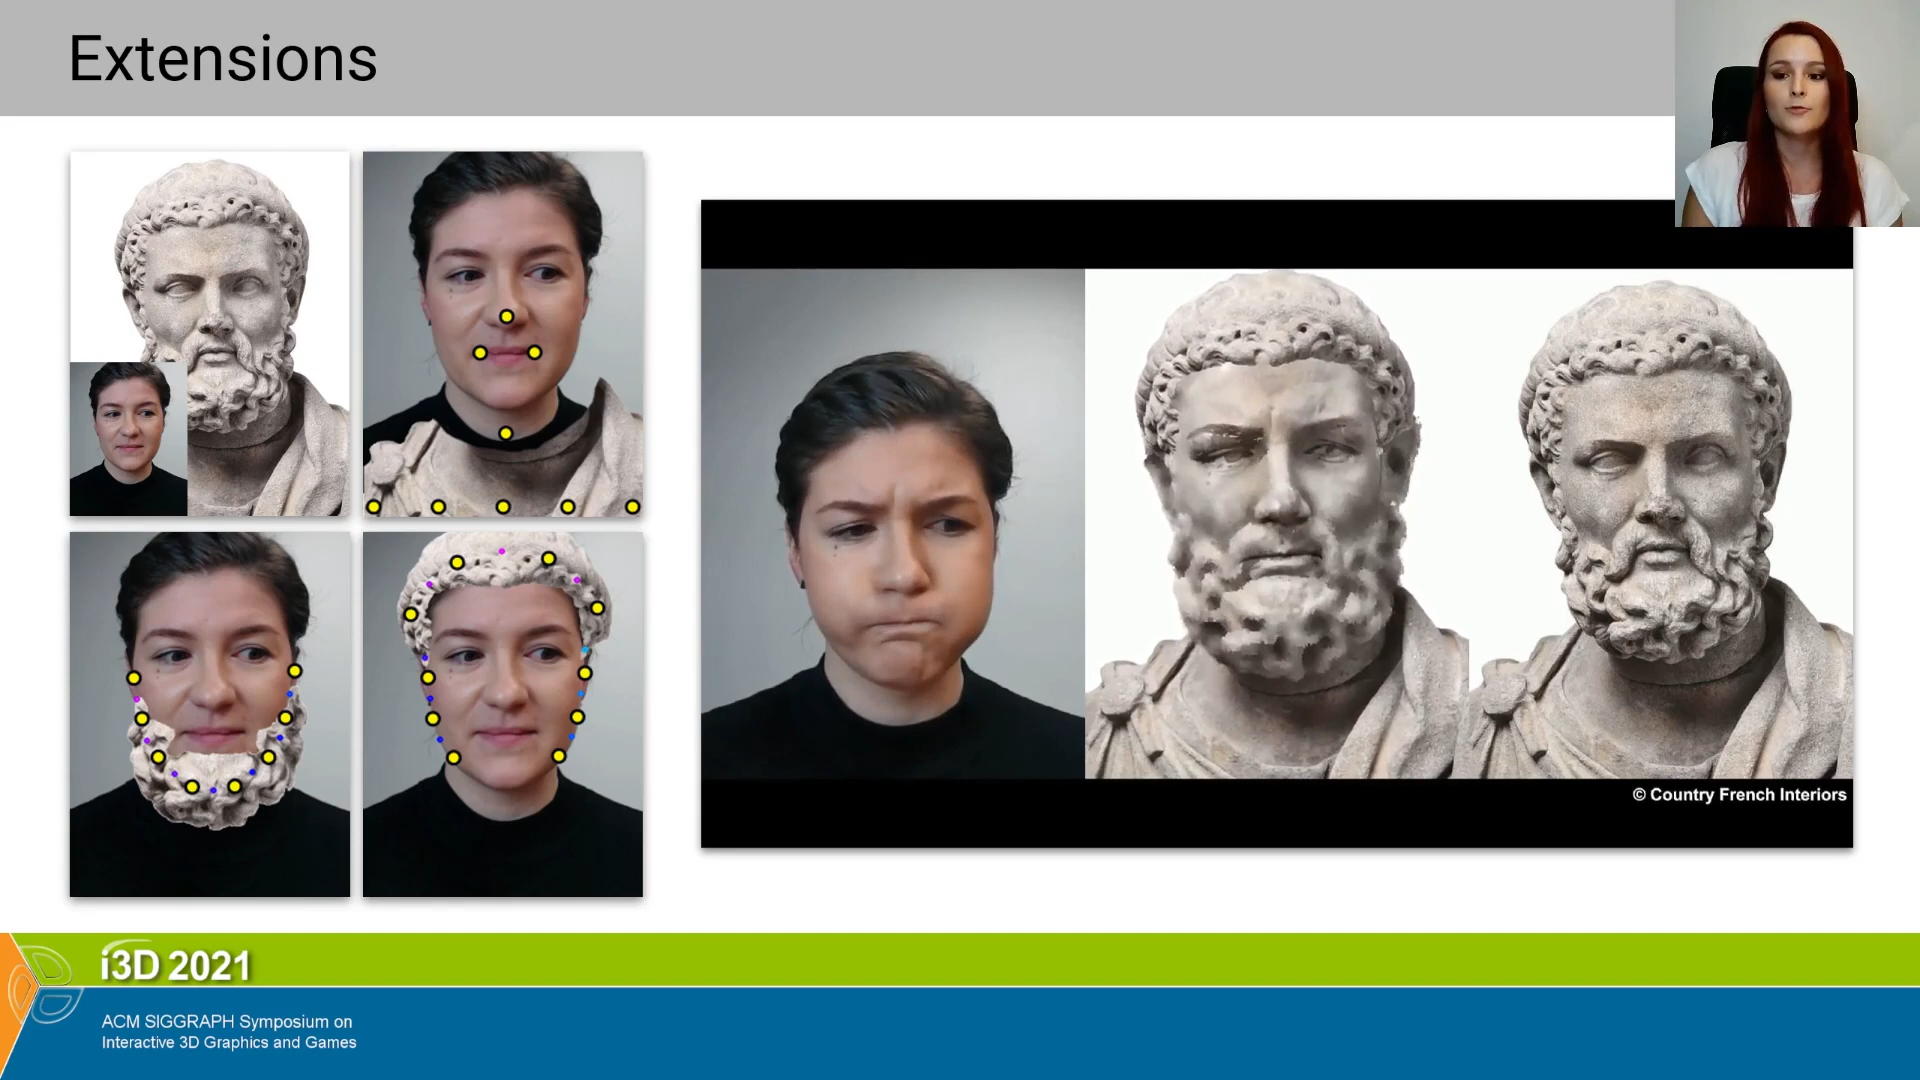 Extensions
© Country French Interiors
i3D 2021
ACM SIGGRAPH Symposium on
Interactive 3D Graphics and Games